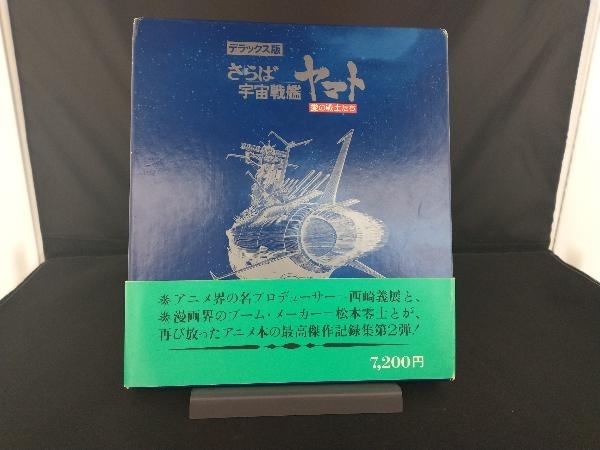 デラックス版
さらば
宇宙戦艦
ヤマト
愛の戦士たち
※アニメ界の名プロデューサー＝西崎義展と、
※漫画界のブーム・メーカー＝松本零士とが、
再び放ったアニメ本の最高傑作記録集第2弾!
7,200円